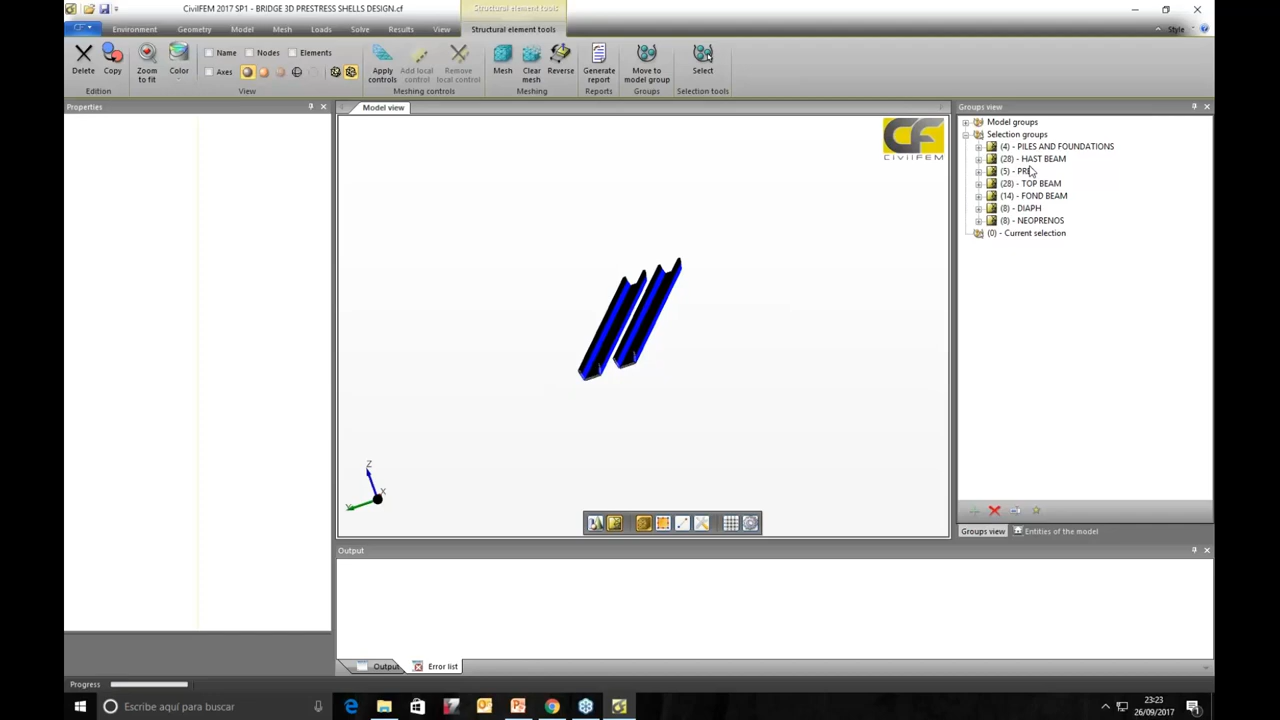 CivilFEM 2017 SP1 - BRIDGE 3D PRESTRESS SHELLS DESIGN.cf
Structural element tools
Environment Geometry Model Mesh Loads Solve Results View Structural element tools Style
Name Nodes Elements
Axes
Delete Copy Zoom to fit Color Apply controls Add local control Remove local control Mesh Clear mesh Reverse Generate report Move to model group Select
Edition View Meshing controls Meshing Reports Groups Selection tools
Properties
Model view
Groups view
Model groups
Selection groups
(4) - PILES AND FOUNDATIONS
(28) - HAST BEAM
(28) - TOP BEAM
(14) - FOND BEAM
(8) - DIAPH
(8) - NEOPRENOS
(0) - Current selection
CF
CIVILFEM
Z
X
Y
Groups view Entities of the model
Output
Output Error list
Progress
Escribe aquí para buscar
23:23
26/09/2017